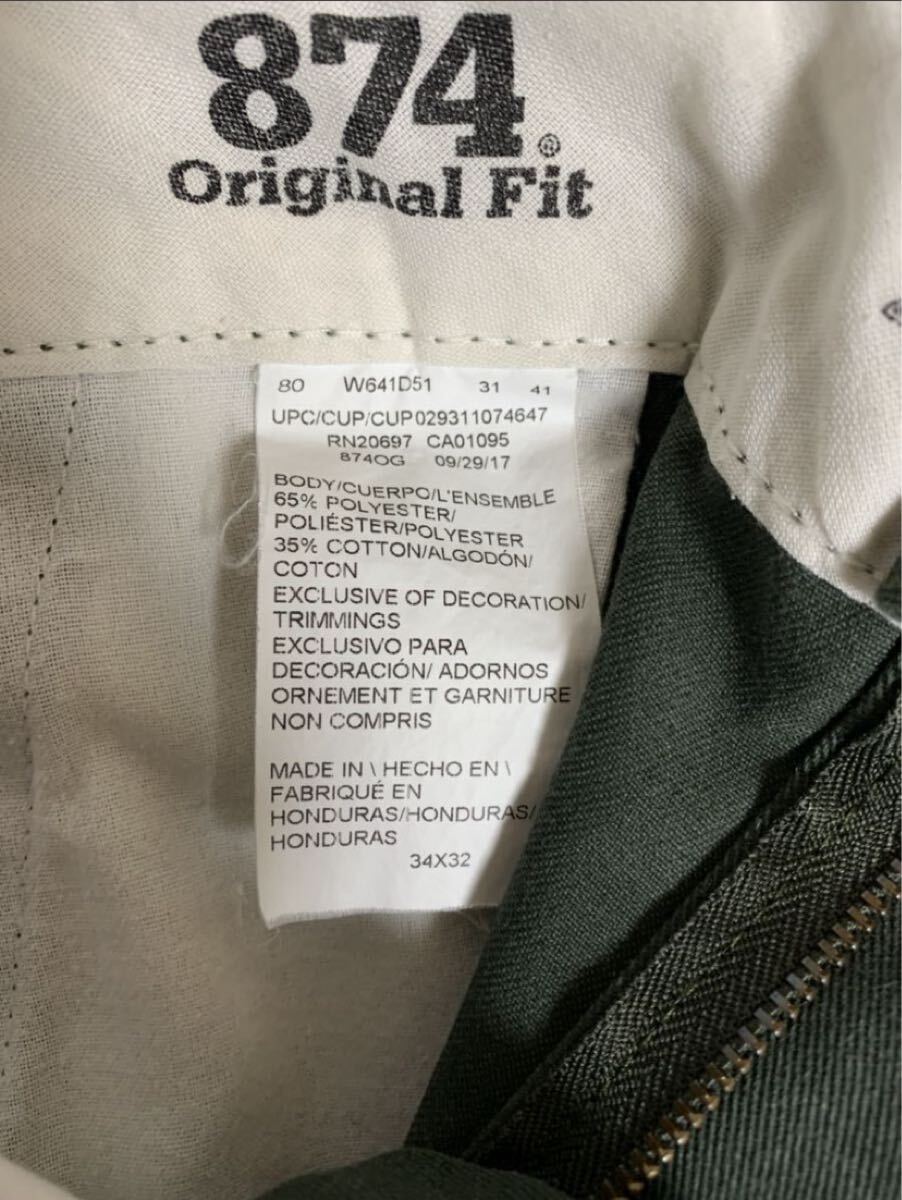 874®
Original Fit
80 W641D51 31 41
UPC/CUP/CUP029311074647
RN20697 CA01095
874OG 09/29/17
BODY/CUERPO/L'ENSEMBLE
65% POLYESTER/
POLIÉSTER/POLYESTER
35% COTTON/ALGODÓN/
COTON
EXCLUSIVE OF DECORATION/
TRIMMINGS
EXCLUSIVO PARA
DECORACIÓN/ ADORNOS
ORNEMENT ET GARNITURE
NON COMPRIS
MADE IN \ HECHO EN \
FABRIQUÉ EN
HONDURAS/HONDURAS/
HONDURAS
34X32